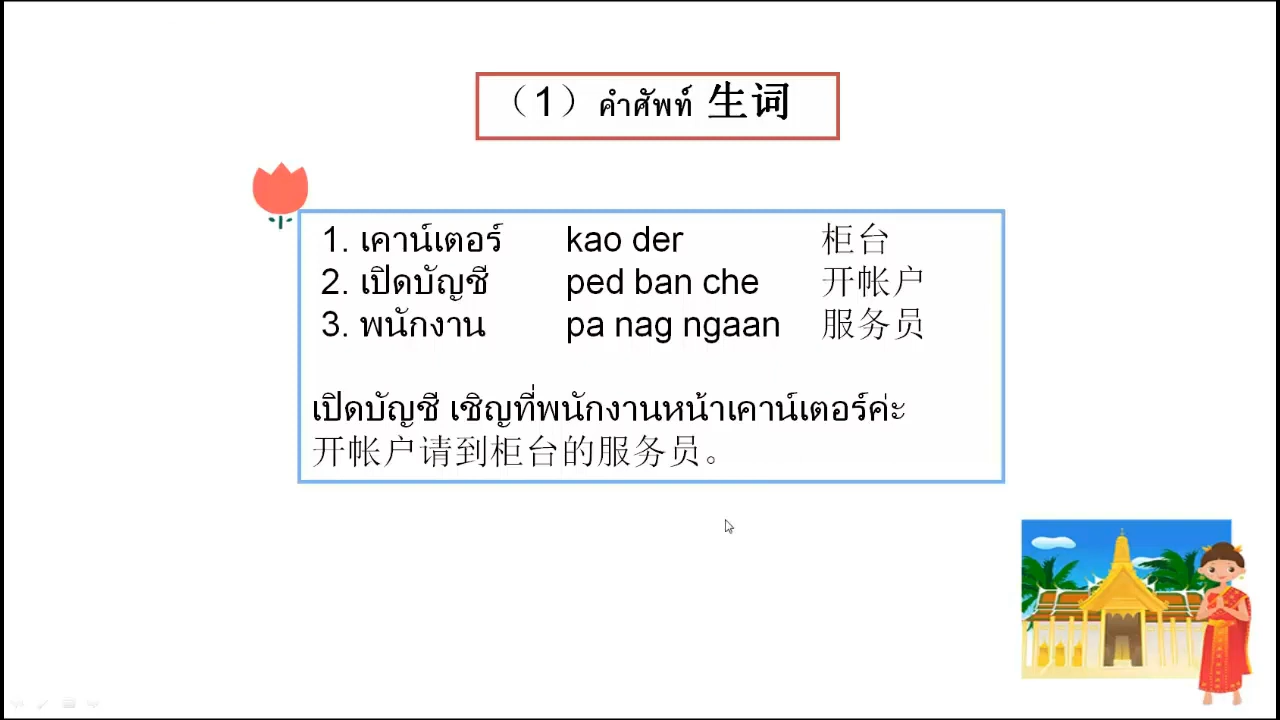 （1）คำศัพท์ 生词
1. เคาน์เตอร์ kao der 柜台
2. เปิดบัญชี ped ban che 开帐户
3. พนักงาน pa nag ngaan 服务员
เปิดบัญชี เชิญที่พนักงานหน้าเคาน์เตอร์ค่ะ
开帐户请到柜台的服务员。